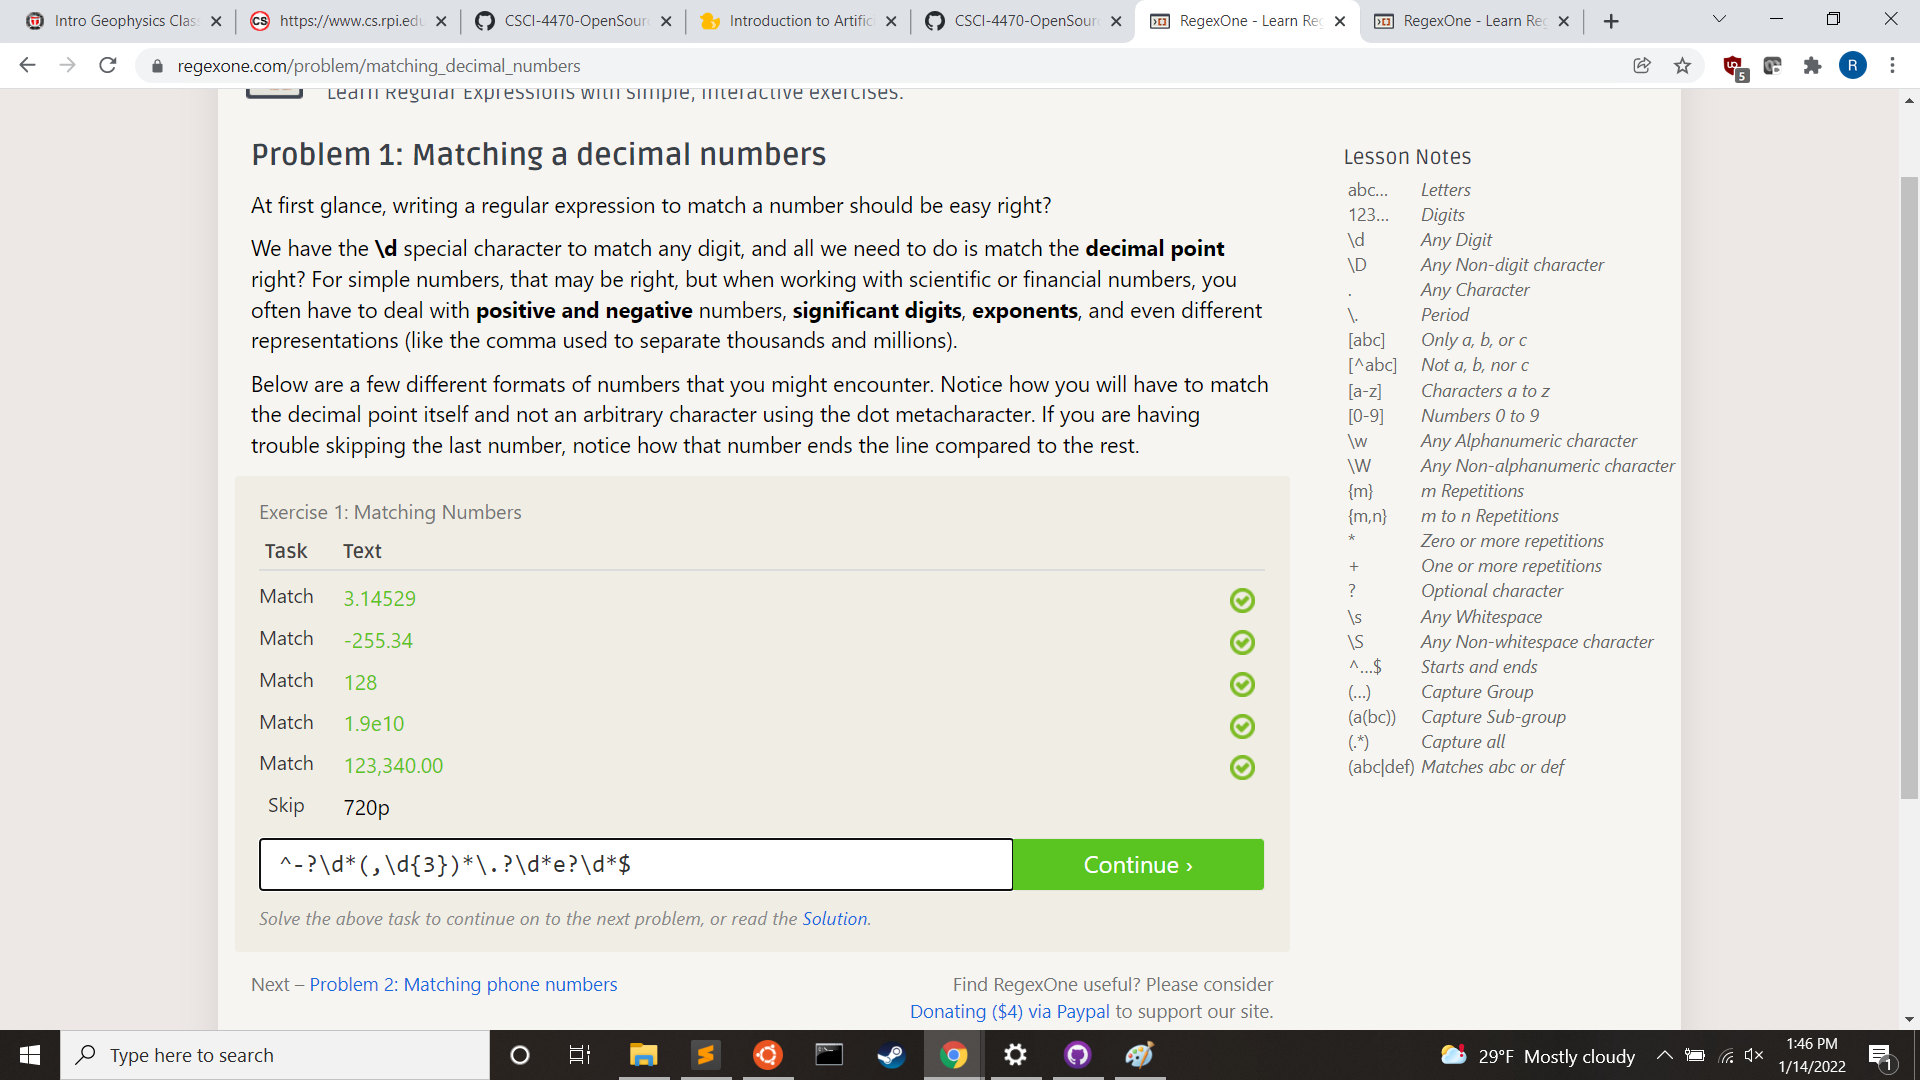 Intro Geophysics Clas
https://www.cs.rpi.edu
CSCI-4470-OpenSour
Introduction to Artific
CSCI-4470-OpenSour
RegexOne - Learn Re
RegexOne - Learn Re
regexone.com/problem/matching_decimal_numbers
5
R
Learn Regular Expressions with simple, interactive exercises.
Problem 1: Matching a decimal numbers
At first glance, writing a regular expression to match a number should be easy right?
We have the \d special character to match any digit, and all we need to do is match the decimal point
right? For simple numbers, that may be right, but when working with scientific or financial numbers, you
often have to deal with positive and negative numbers, significant digits, exponents, and even different
representations (like the comma used to separate thousands and millions).
Below are a few different formats of numbers that you might encounter. Notice how you will have to match
the decimal point itself and not an arbitrary character using the dot metacharacter. If you are having
trouble skipping the last number, notice how that number ends the line compared to the rest.
Exercise 1: Matching Numbers
Task Text
Match 3.14529
Match -255.34
Match 128
Match 1.9e10
Match 123,340.00
Skip 720p
^-?\d*(,\d{3})*\.?\d*e?\d*$
Continue ›
Solve the above task to continue on to the next problem, or read the Solution.
Next – Problem 2: Matching phone numbers
Find RegexOne useful? Please consider
Donating ($4) via Paypal to support our site.
Lesson Notes
abc... Letters
123... Digits
\d Any Digit
\D Any Non-digit character
. Any Character
\. Period
[abc] Only a, b, or c
[^abc] Not a, b, nor c
[a-z] Characters a to z
[0-9] Numbers 0 to 9
\w Any Alphanumeric character
\W Any Non-alphanumeric character
{m} m Repetitions
{m,n} m to n Repetitions
* Zero or more repetitions
+ One or more repetitions
? Optional character
\s Any Whitespace
\S Any Non-whitespace character
^...$ Starts and ends
(...) Capture Group
(a(bc)) Capture Sub-group
(.*) Capture all
(abc|def) Matches abc or def
Type here to search
29°F Mostly cloudy
1:46 PM
1/14/2022
1